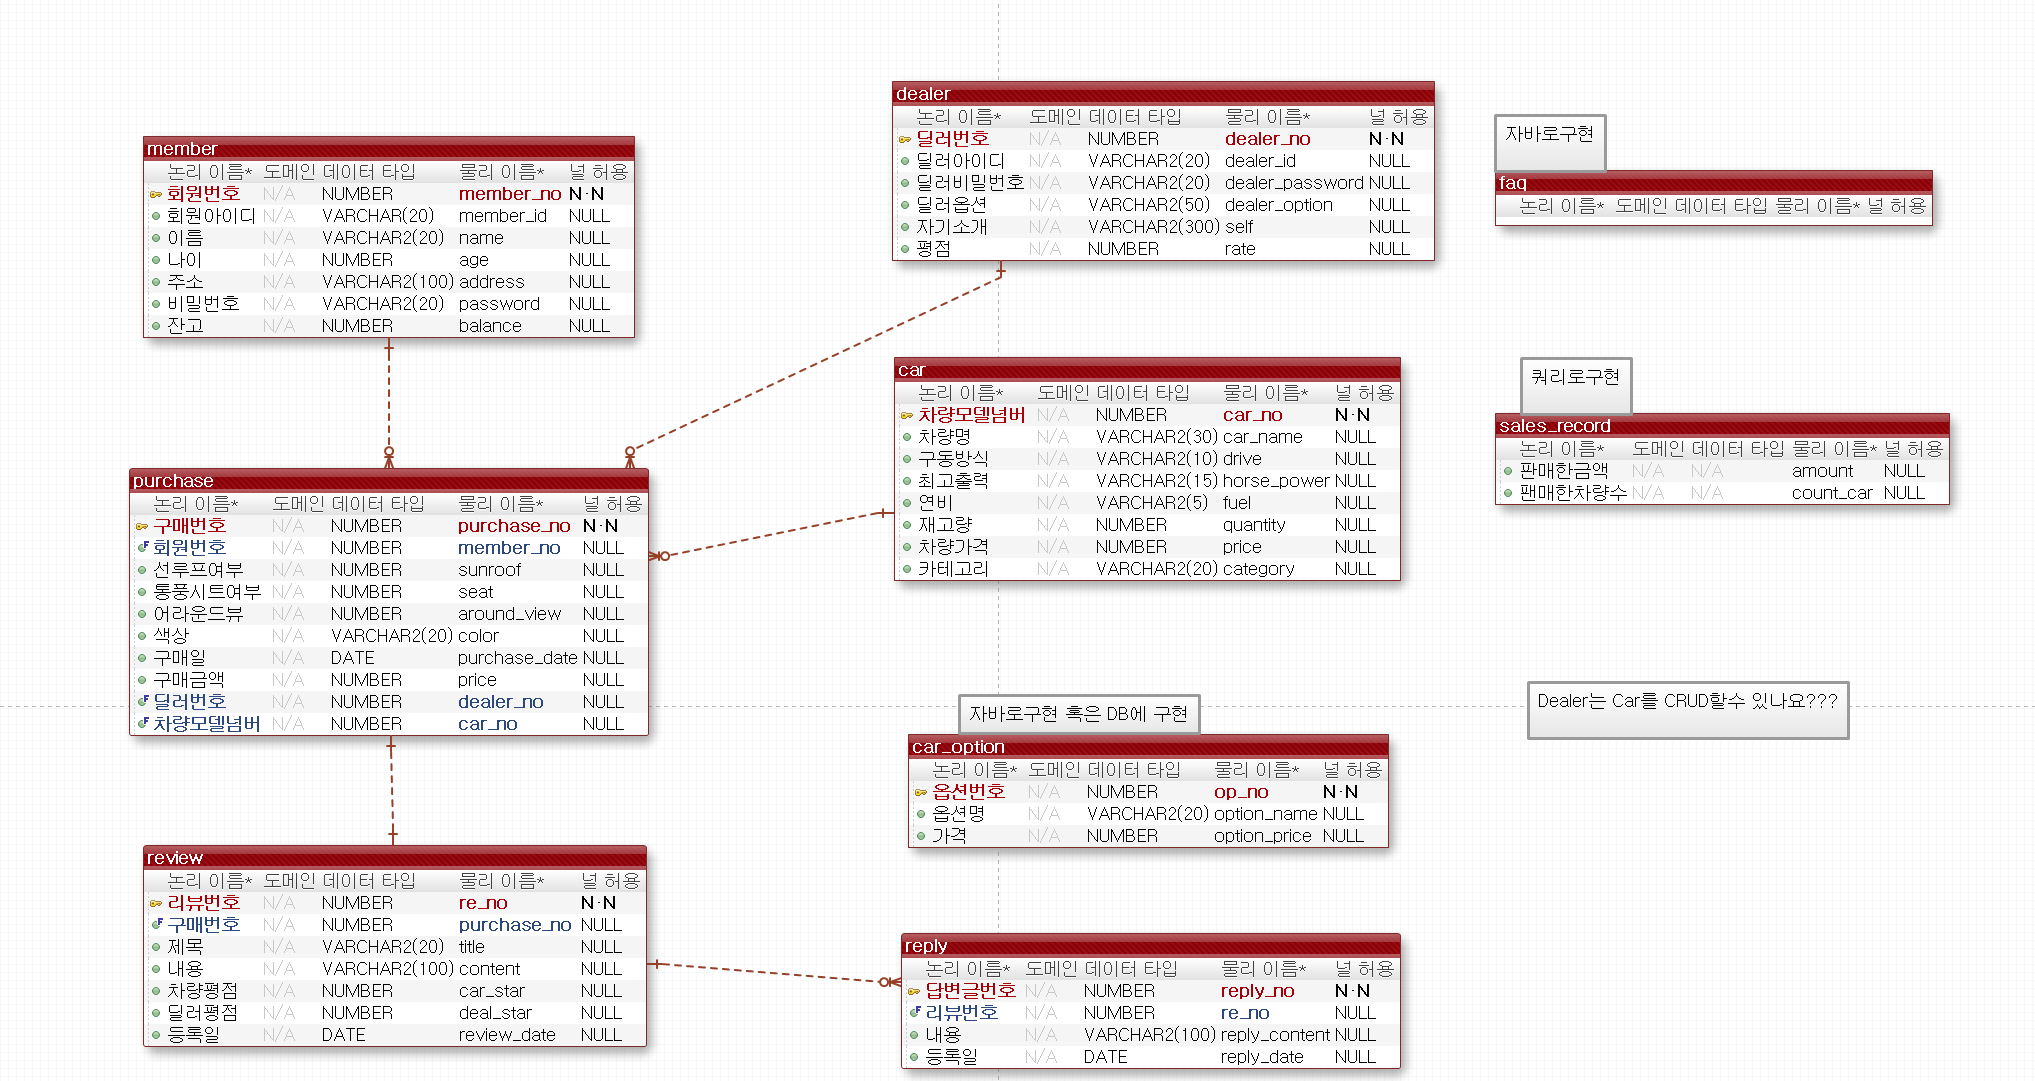 member
논리 이름* 도메인 데이터 타입 물리 이름* 널 허용
회원번호 N/A NUMBER member_no N·N
회원아이디 N/A VARCHAR(20) member_id NULL
이름 N/A VARCHAR2(20) name NULL
나이 N/A NUMBER age NULL
주소 N/A VARCHAR2(100) address NULL
비밀번호 N/A VARCHAR2(20) password NULL
잔고 N/A NUMBER balance NULL
dealer
논리 이름* 도메인 데이터 타입 물리 이름* 널 허용
딜러번호 N/A NUMBER dealer_no N·N
딜러아이디 N/A VARCHAR2(20) dealer_id NULL
딜러비밀번호 N/A VARCHAR2(20) dealer_password NULL
딜러옵션 N/A VARCHAR2(50) dealer_option NULL
자기소개 N/A VARCHAR2(300) self NULL
평점 N/A NUMBER rate NULL
자바로구현
faq
논리 이름* 도메인 데이터 타입 물리 이름* 널 허용
car
논리 이름* 도메인 데이터 타입 물리 이름* 널 허용
차량모델넘버 N/A NUMBER car_no N·N
차량명 N/A VARCHAR2(30) car_name NULL
구동방식 N/A VARCHAR2(10) drive NULL
최고출력 N/A VARCHAR2(15) horse_power NULL
연비 N/A VARCHAR2(5) fuel NULL
재고량 N/A NUMBER quantity NULL
차량가격 N/A NUMBER price NULL
카테고리 N/A VARCHAR2(20) category NULL
쿼리로구현
sales_record
논리 이름* 도메인 데이터 타입 물리 이름* 널 허용
판매한금액 N/A N/A amount NULL
팬매한차량수 N/A N/A count_car NULL
purchase
논리 이름* 도메인 데이터 타입 물리 이름* 널 허용
구매번호 N/A NUMBER purchase_no N·N
회원번호 N/A NUMBER member_no NULL
선루프여부 N/A NUMBER sunroof NULL
통풍시트여부 N/A NUMBER seat NULL
어라운드뷰 N/A NUMBER around_view NULL
색상 N/A VARCHAR2(20) color NULL
구매일 N/A DATE purchase_date NULL
구매금액 N/A NUMBER price NULL
딜러번호 N/A NUMBER dealer_no NULL
차량모델넘버 N/A NUMBER car_no NULL
자바로구현 혹은 DB에 구현
car_option
논리 이름* 도메인 데이터 타입 물리 이름* 널 허용
옵션번호 N/A NUMBER op_no N·N
옵션명 N/A VARCHAR2(20) option_name NULL
가격 N/A NUMBER option_price NULL
Dealer는 Car를 CRUD할수 있나요???
review
논리 이름* 도메인 데이터 타입 물리 이름* 널 허용
리뷰번호 N/A NUMBER re_no N·N
구매번호 N/A NUMBER purchase_no NULL
제목 N/A VARCHAR2(20) title NULL
내용 N/A VARCHAR2(100) content NULL
차량평점 N/A NUMBER car_star NULL
딜러평점 N/A NUMBER deal_star NULL
등록일 N/A DATE review_date NULL
reply
논리 이름* 도메인 데이터 타입 물리 이름* 널 허용
답변글번호 N/A NUMBER reply_no N·N
리뷰번호 N/A NUMBER re_no NULL
내용 N/A VARCHAR2(100) reply_content NULL
등록일 N/A DATE reply_date NULL